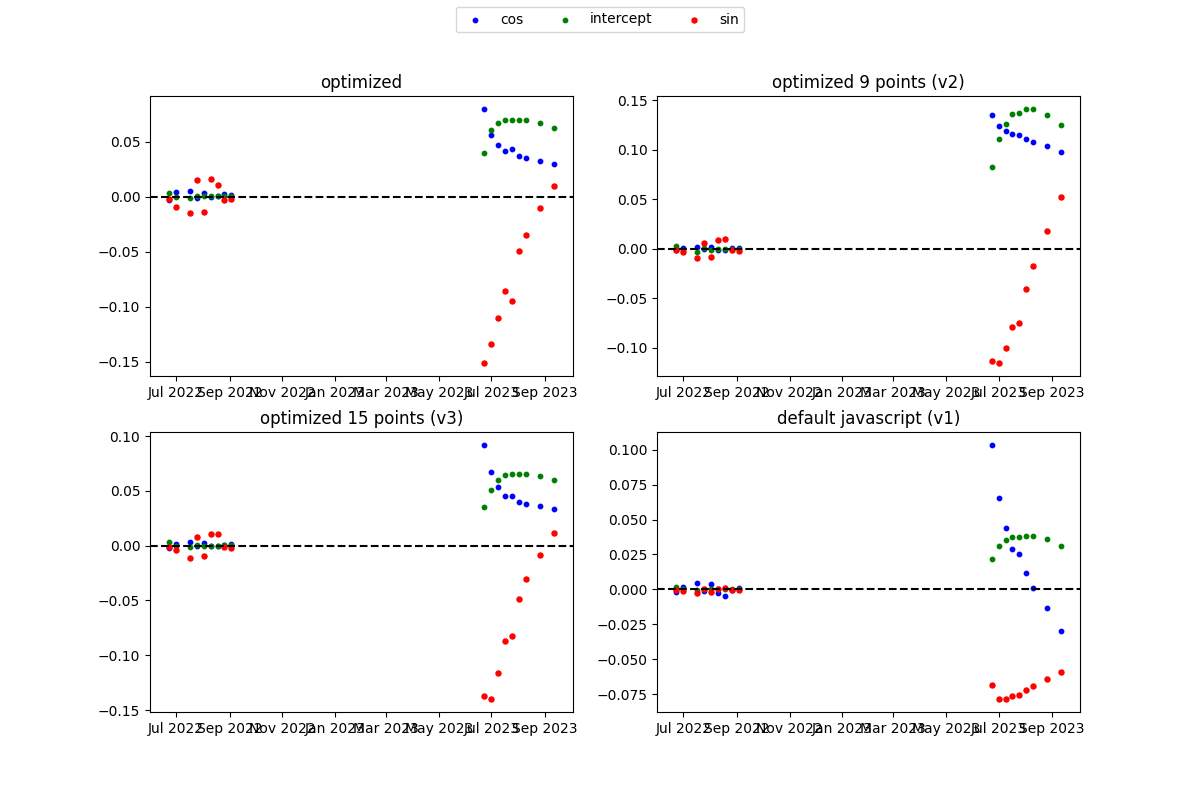 cos intercept sin
optimized
optimized 9 points (v2)
0.05
0.00
−0.05
−0.10
−0.15
Jul 2022 Sep 2022 Nov 2022 Jan 2023 Mar 2023 May 2023 Jul 2023 Sep 2023
0.15
0.10
0.05
0.00
−0.05
−0.10
Jul 2022 Sep 2022 Nov 2022 Jan 2023 Mar 2023 May 2023 Jul 2023 Sep 2023
optimized 15 points (v3)
default javascript (v1)
0.10
0.05
0.00
−0.05
−0.10
−0.15
Jul 2022 Sep 2022 Nov 2022 Jan 2023 Mar 2023 May 2023 Jul 2023 Sep 2023
0.100
0.075
0.050
0.025
0.000
−0.025
−0.050
−0.075
Jul 2022 Sep 2022 Nov 2022 Jan 2023 Mar 2023 May 2023 Jul 2023 Sep 2023